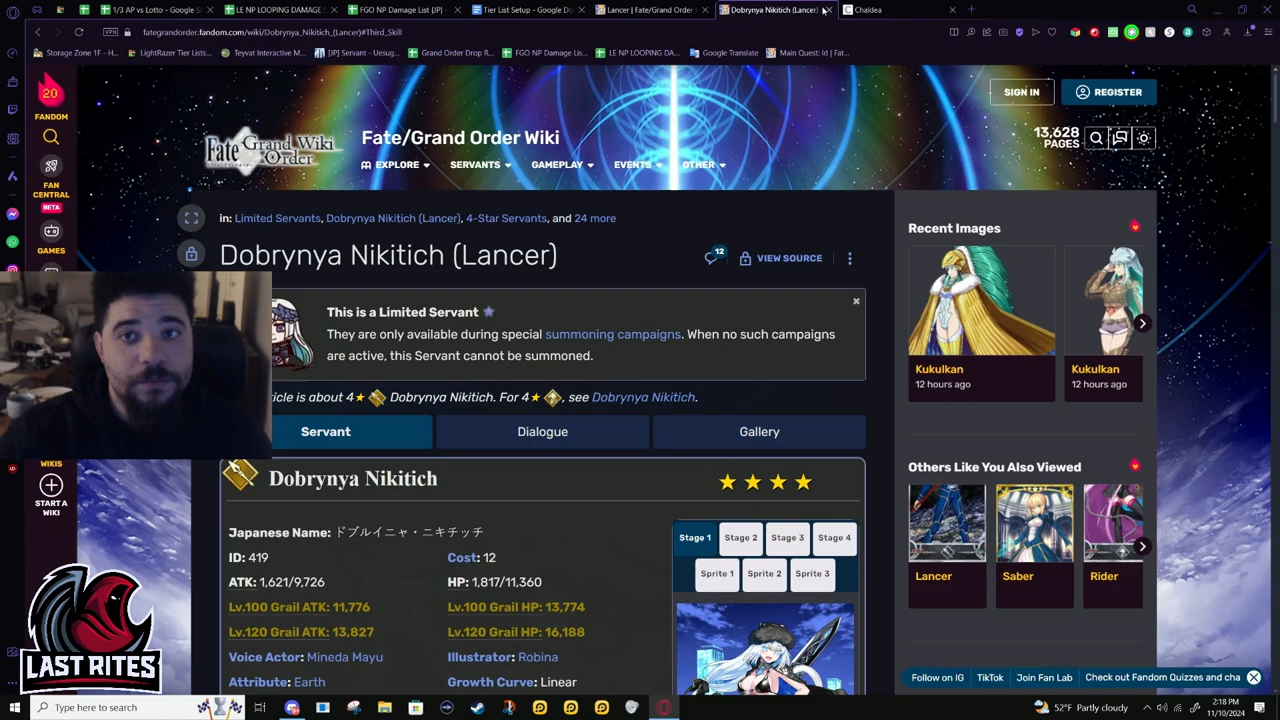 1/3 AP vs Lotto - Google S
LE NP LOOPING DAMAGE
FGO NP Damage List [JP]
Tier List Setup - Google Do
Lancer | Fate/Grand Order
Dobrynya Nikitich (Lancer)
Chaldea
VPN
fategrandorder.fandom.com/wiki/Dobrynya_Nikitich_(Lancer)#Third_Skill
Storage Zone 1F - H...
LightRazer Tier Lists...
Teyvat Interactive M...
[JP] Servant - Uesug...
Grand Order Drop R...
FGO NP Damage Lis...
LE NP LOOPING DA...
Google Translate
Main Quest: Id | Fat...
20
FANDOM
FAN CENTRAL
BETA
GAMES
WIKIS
START A WIKI
Fate Grand Order Wiki
Fate/Grand Order Wiki
EXPLORE
SERVANTS
GAMEPLAY
EVENTS
OTHER
SIGN IN
REGISTER
13,628
PAGES
in: Limited Servants, Dobrynya Nikitich (Lancer), 4-Star Servants, and 24 more
Dobrynya Nikitich (Lancer)
12
VIEW SOURCE
This is a Limited Servant
They are only available during special summoning campaigns. When no such campaigns
are active, this Servant cannot be summoned.
icle is about 4★ Dobrynya Nikitich. For 4★, see Dobrynya Nikitich.
Servant
Dialogue
Gallery
Dobrynya Nikitich
Japanese Name: ドブルイニャ・ニキチッチ
ID: 419
Cost: 12
ATK: 1,621/9,726
HP: 1,817/11,360
Lv.100 Grail ATK: 11,776
Lv.100 Grail HP: 13,774
Lv.120 Grail ATK: 13,827
Lv.120 Grail HP: 16,188
Voice Actor: Mineda Mayu
Illustrator: Robina
Attribute: Earth
Growth Curve: Linear
Stage 1
Stage 2
Stage 3
Stage 4
Sprite 1
Sprite 2
Sprite 3
Recent Images
Kukulkan
12 hours ago
Kukulkan
12 hours ago
Others Like You Also Viewed
Lancer
Saber
Rider
Follow on IG
TikTok
Join Fan Lab
Check out Fandom Quizzes and cha
LAST RITES
Type here to search
52°F Partly cloudy
2:18 PM
11/10/2024